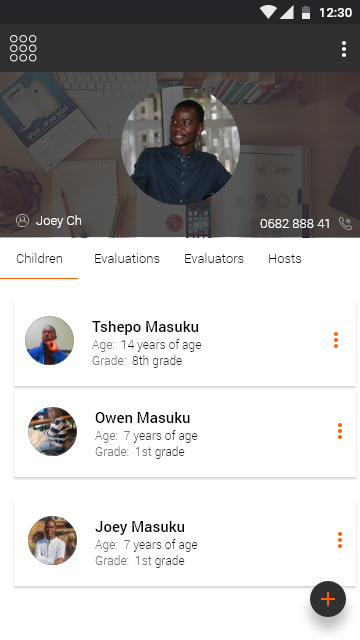 12:30
Joey Ch
0682 888 41
Children
Evaluations
Evaluators
Hosts
Tshepo Masuku
Age: 14 years of age
Grade: 8th grade
Owen Masuku
Age: 7 years of age
Grade: 1st grade
Joey Masuku
Age: 7 years of age
Grade: 1st grade